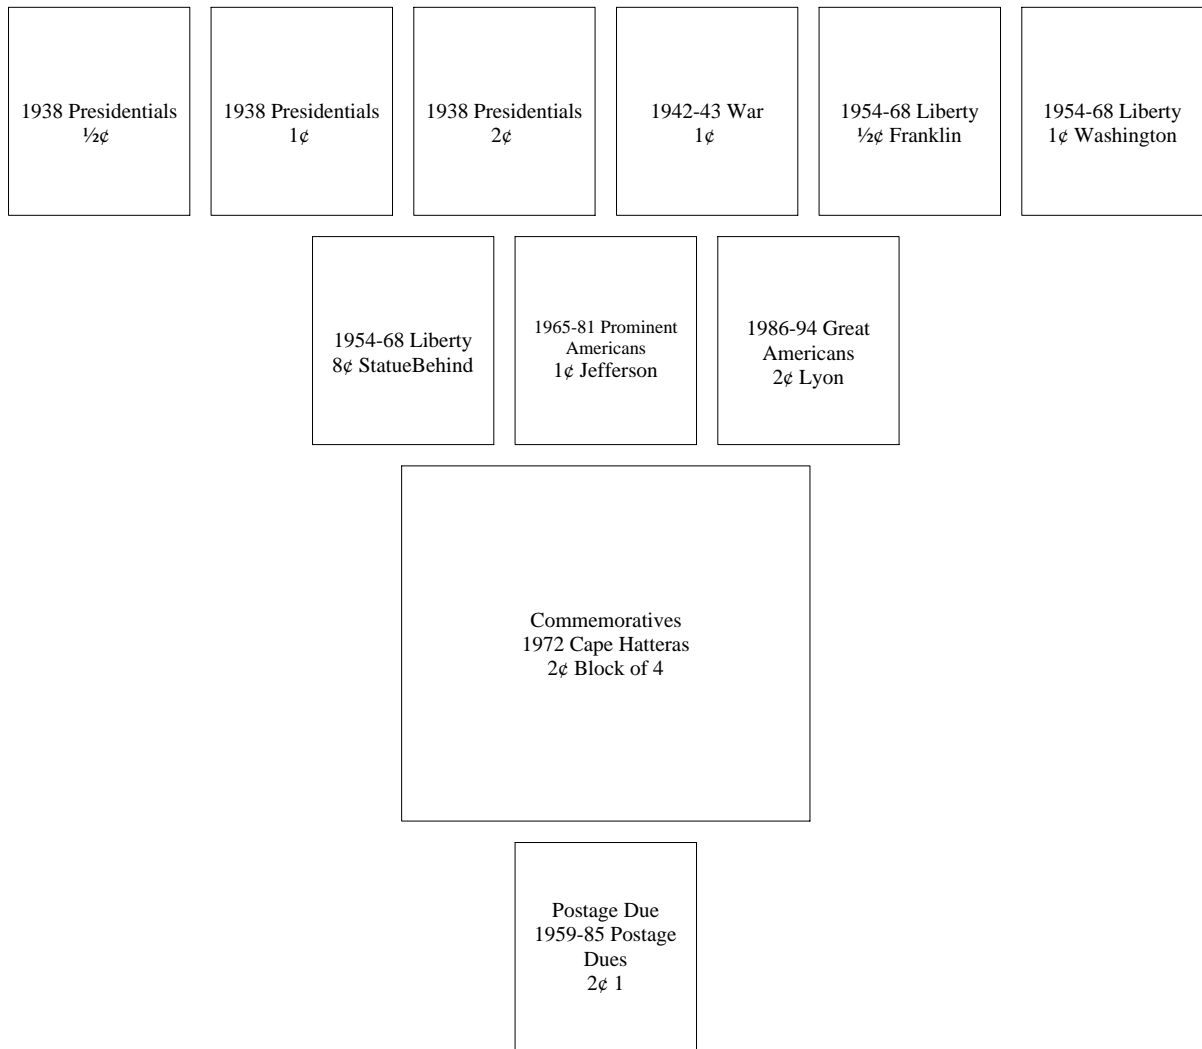 1938 Presidentials
½¢
1938 Presidentials
1¢
1938 Presidentials
2¢
1942-43 War
1¢
1954-68 Liberty
½¢ Franklin
1954-68 Liberty
1¢ Washington
1954-68 Liberty
8¢ StatueBehind
1965-81 Prominent
Americans
1¢ Jefferson
1986-94 Great
Americans
2¢ Lyon
Commemoratives
1972 Cape Hatteras
2¢ Block of 4
Postage Due
1959-85 Postage
Dues
2¢ 1